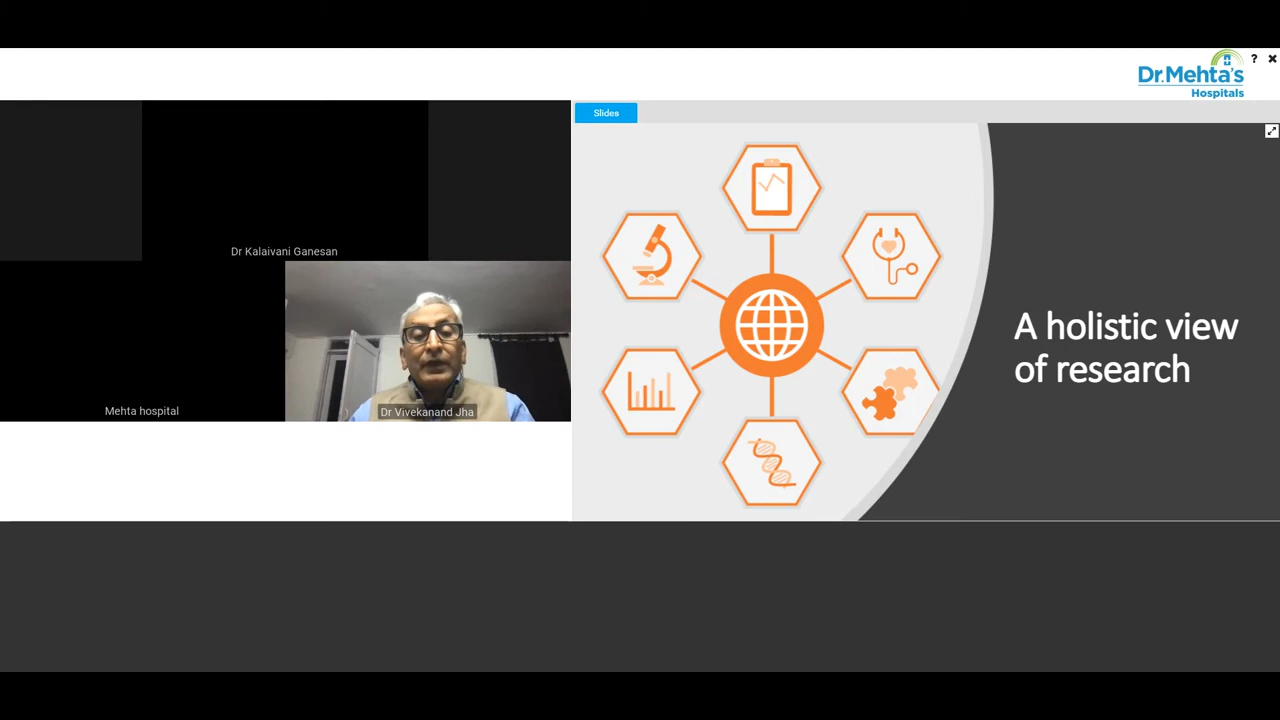 Dr.Mehta's
Hospitals
? ✖
Slides
Dr Kalaivani Ganesan
Mehta hospital
Dr Vivekanand Jha
A holistic view
of research